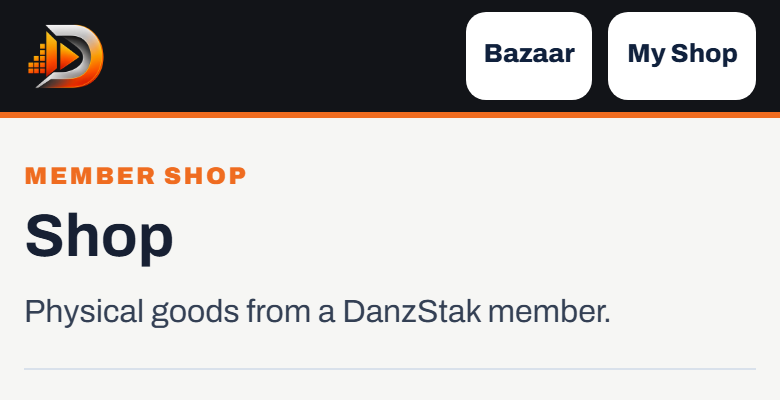 Bazaar
My Shop
MEMBER SHOP
Shop
Physical goods from a DanzStak member.